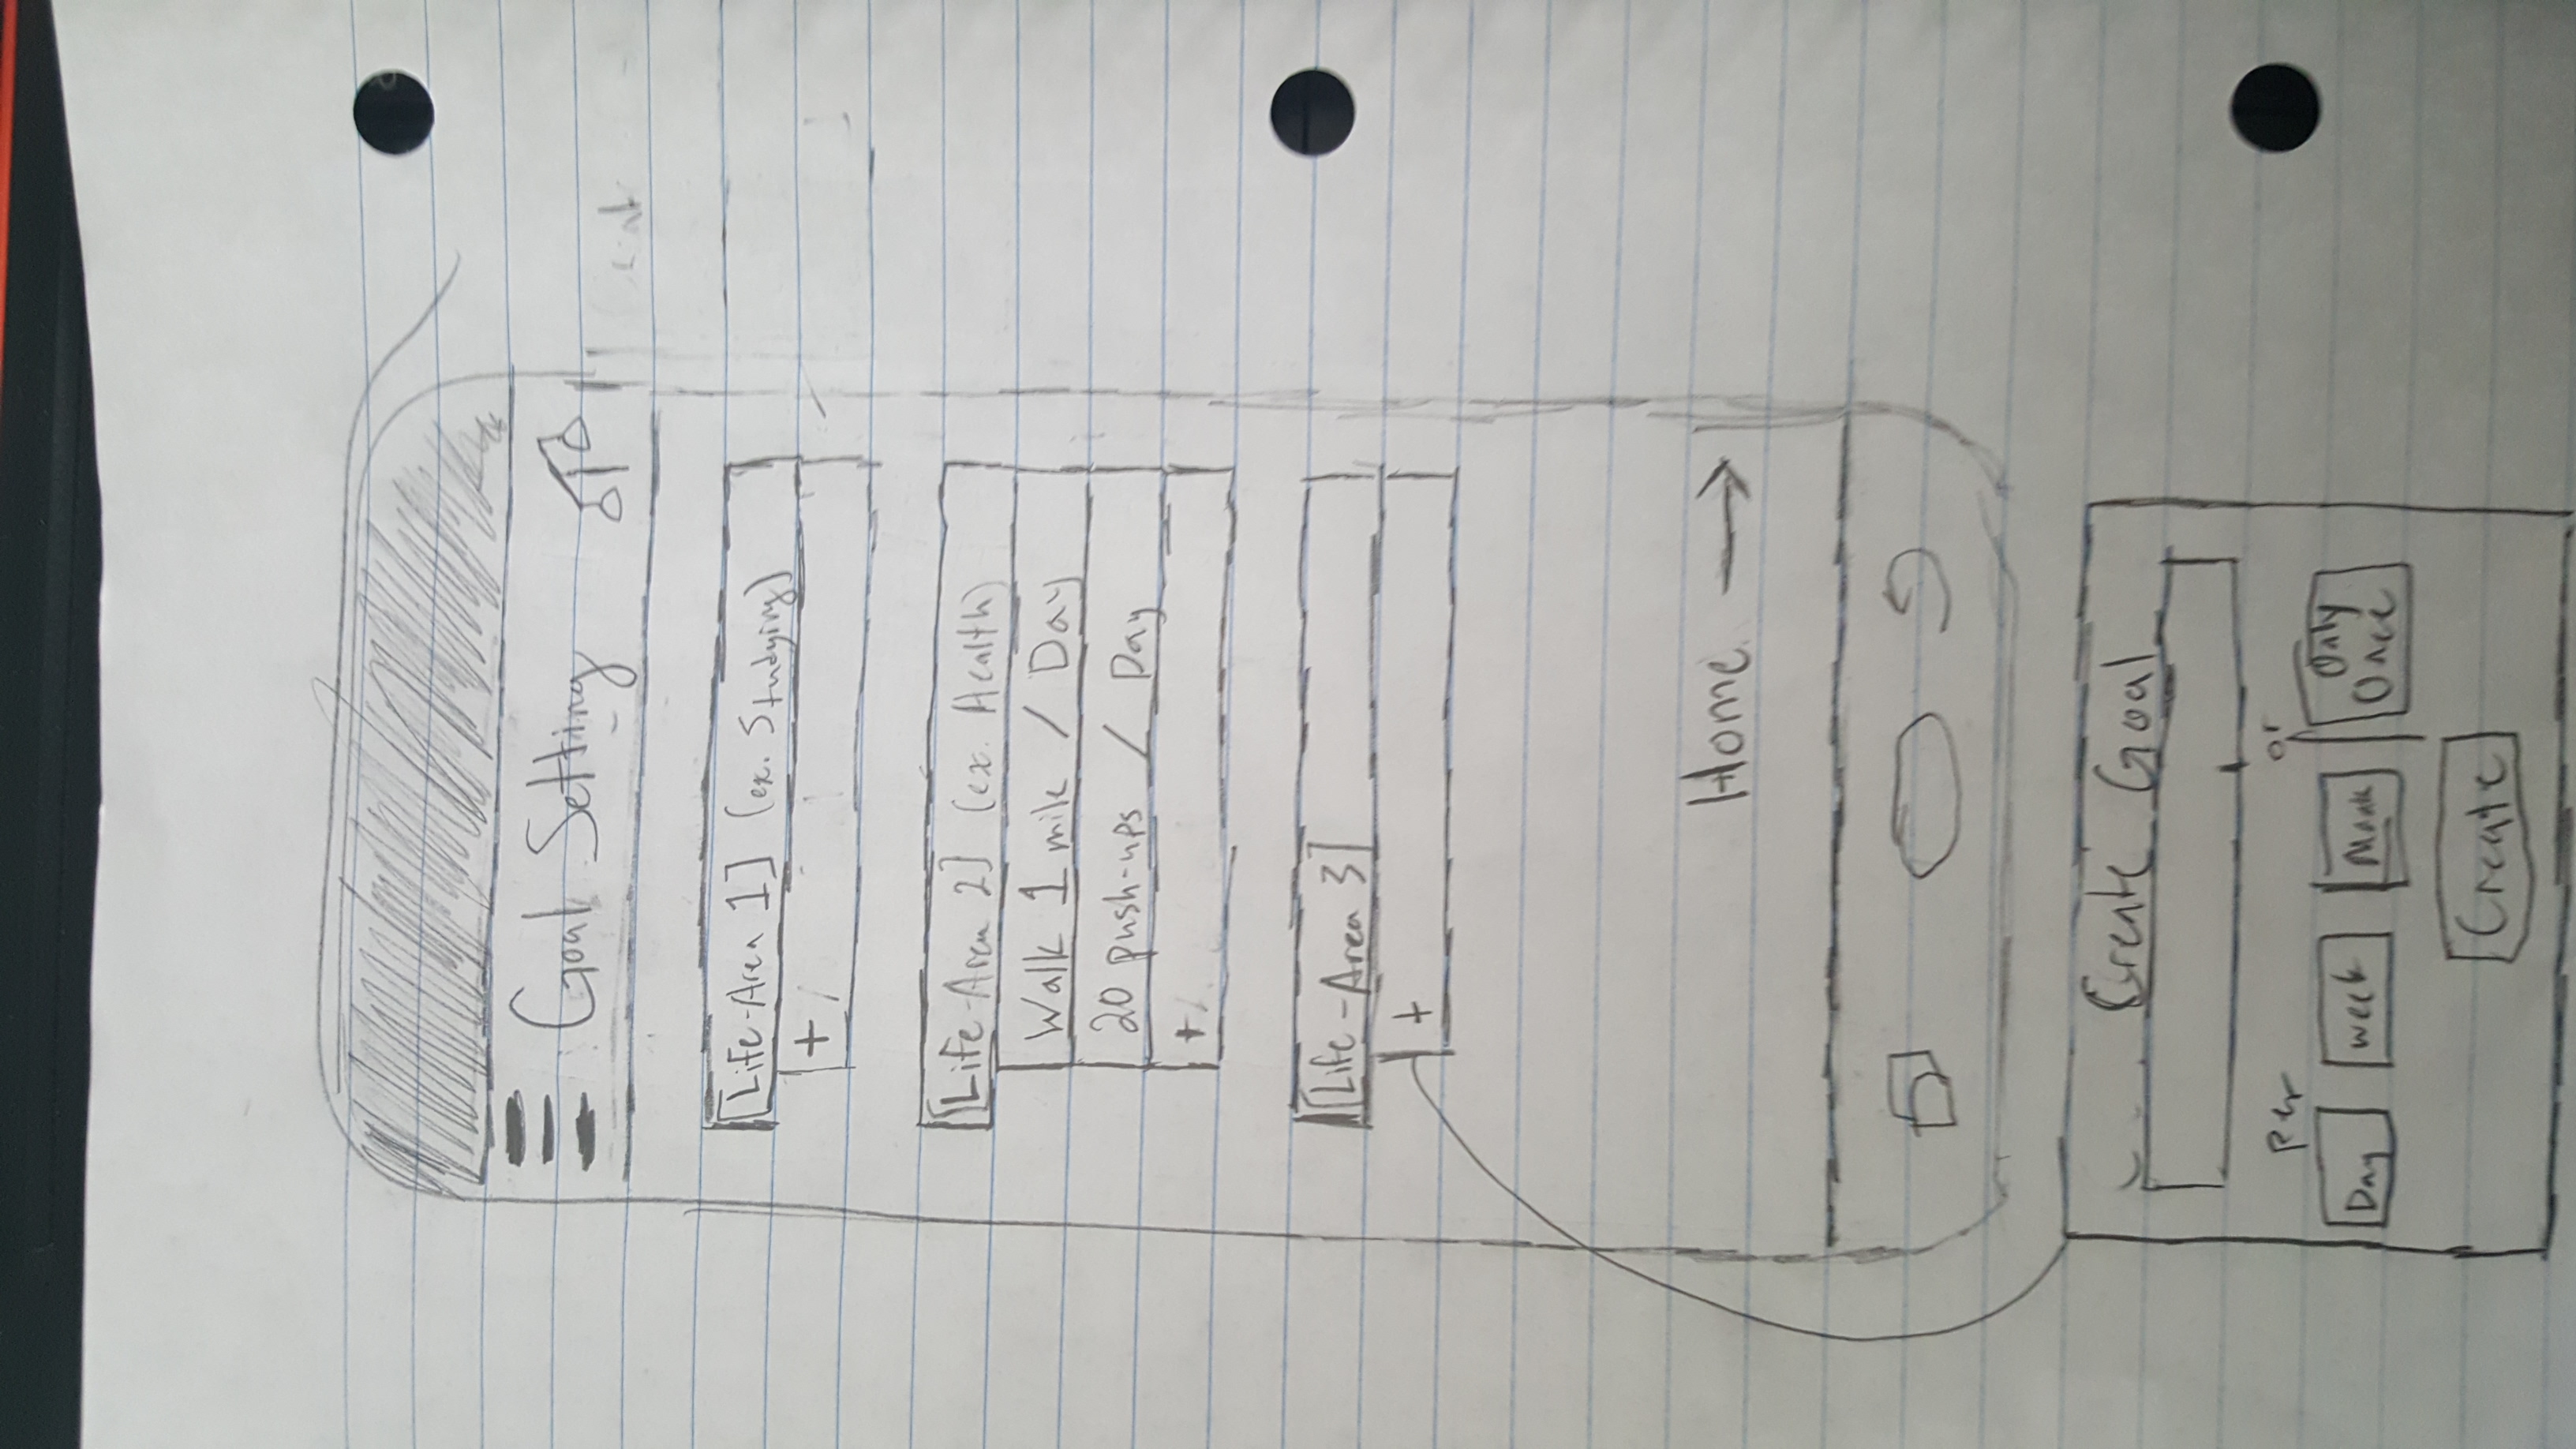 Goal Setting
[Life-Area 1] (ex. Studying)
+
[Life-Area 2] (ex. Health)
Walk 1 mile / Day
20 push-ups / Day
+
[Life-Area 3]
+
Home →
Create Goal
per
or
Day
week
Month
Only
Once
Create